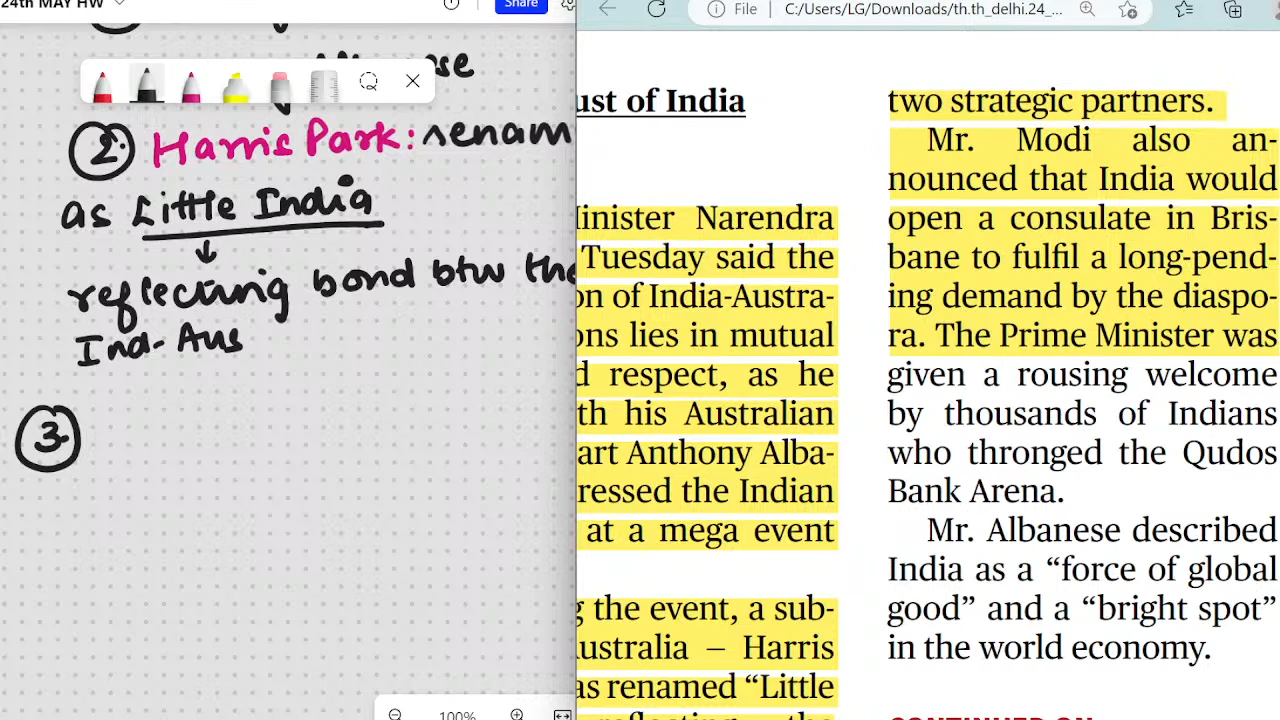 24th MAY HW
Share
2. Harris Park: renam
as Little India
reflecting bond btw the
Ind-Aus
3.
100%
File
C:/Users/LG/Downloads/th.th_delhi.24_...
ust of India
inister Narendra
Tuesday said the
on of India-Austra-
ons lies in mutual
d respect, as he
th his Australian
art Anthony Alba-
ressed the Indian
at a mega event
g the event, a sub-
ustralia – Harris
as renamed “Little
reflecting the
two strategic partners.
Mr. Modi also an-
nounced that India would
open a consulate in Bris-
bane to fulfil a long-pend-
ing demand by the diaspo-
ra. The Prime Minister was
given a rousing welcome
by thousands of Indians
who thronged the Qudos
Bank Arena.
Mr. Albanese described
India as a “force of global
good” and a “bright spot”
in the world economy.
CONTINUED ON